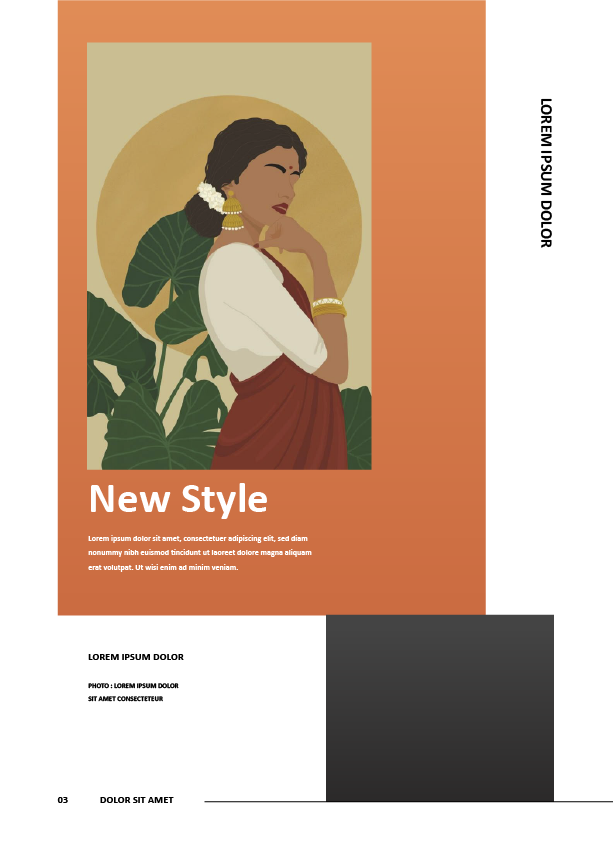 LOREM IPSUM DOLOR
New Style
Lorem ipsum dolor sit amet, consectetuer adipiscing elit, sed diam
nonummy nibh euismod tincidunt ut laoreet dolore magna aliquam
erat volutpat. Ut wisi enim ad minim veniam.
LOREM IPSUM DOLOR
PHOTO : LOREM IPSUM DOLOR
SIT AMET CONSECTETEUR
03 DOLOR SIT AMET